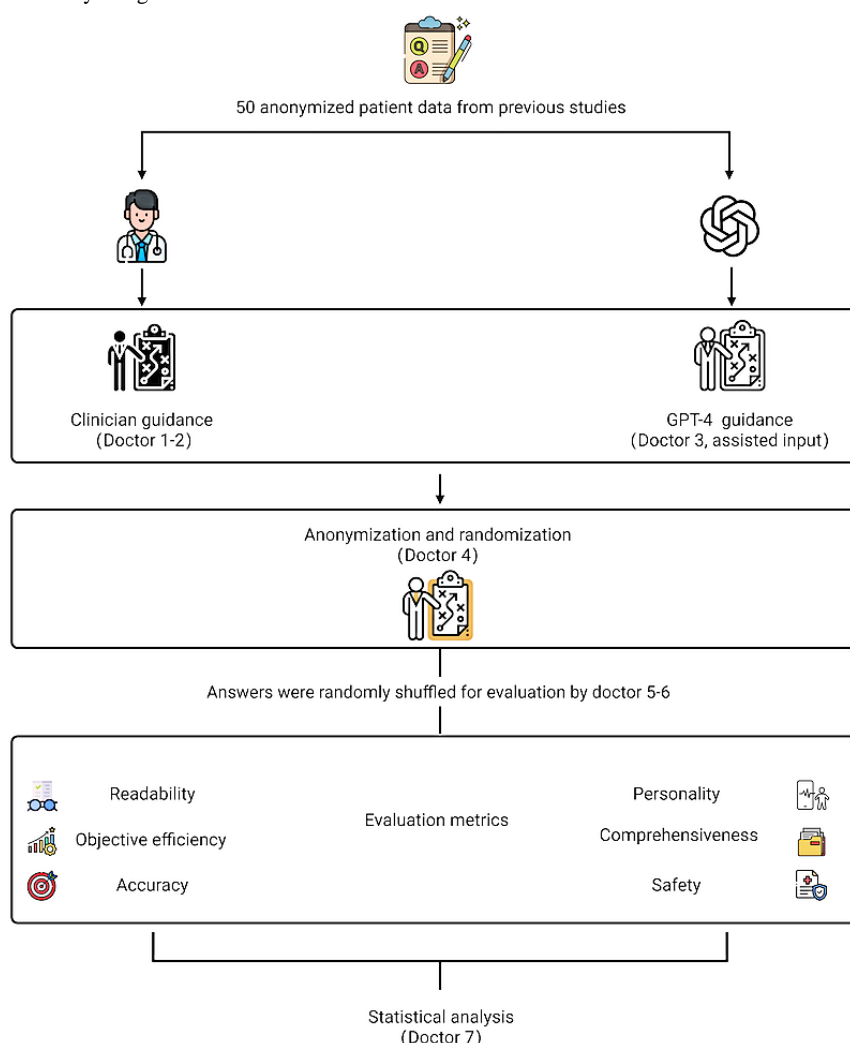 Q
A
50 anonymized patient data from previous studies
Clinician guidance
(Doctor 1-2)
GPT-4 guidance
(Doctor 3, assisted input)
Anonymization and randomization
(Doctor 4)
Answers were randomly shuffled for evaluation by doctor 5-6
Readability
Objective efficiency
Accuracy
Evaluation metrics
Personality
Comprehensiveness
Safety
Statistical analysis
(Doctor 7)